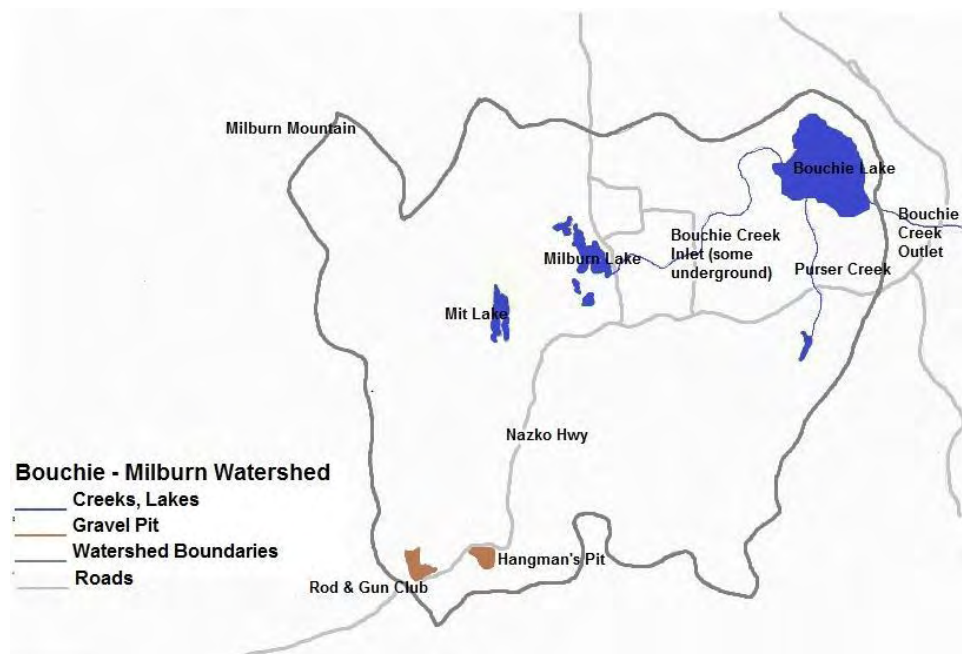 Milburn Mountain
Bouchie Lake
Bouchie
Creek
Outlet
Bouchie Creek
Inlet (some
underground)
Milburn Lake
Purser Creek
Mit Lake
Nazko Hwy
Bouchie - Milburn Watershed
Creeks, Lakes
Gravel Pit
Watershed Boundaries
Roads
Hangman's Pit
Rod & Gun Club